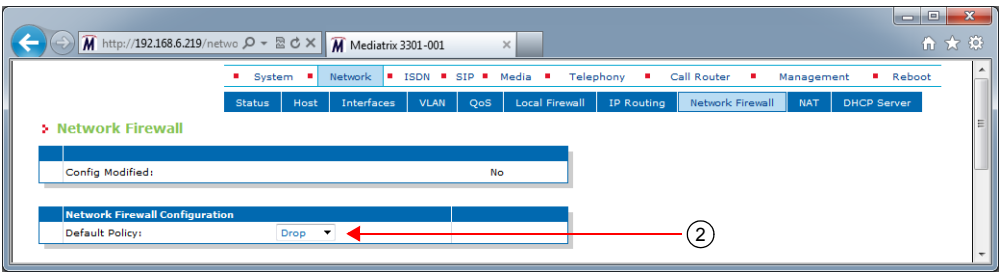 http://192.168.6.219/netwo
Mediatrix 3301-001
System Network ISDN SIP Media Telephony Call Router Management Reboot
Status Host Interfaces VLAN QoS Local Firewall IP Routing Network Firewall NAT DHCP Server
Network Firewall
Config Modified: No
Network Firewall Configuration
Default Policy: Drop
2